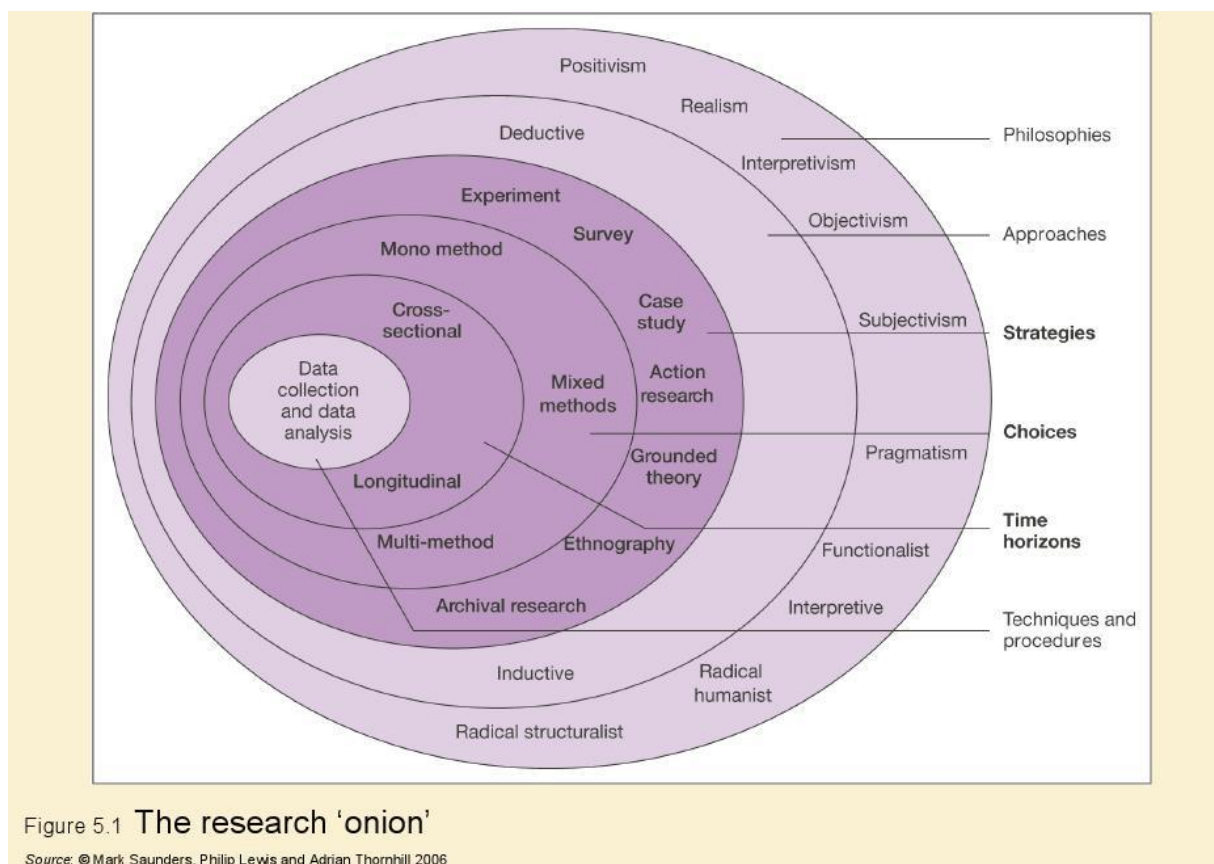 Positivism
Realism
Philosophies
Deductive
Interpretivism
Experiment
Objectivism
Survey
Approaches
Mono method
Case
study
Cross-
sectional
Subjectivism
Strategies
Data
collection
and data
analysis
Mixed
methods
Action
research
Choices
Grounded
theory
Pragmatism
Longitudinal
Time
horizons
Multi-method
Ethnography
Functionalist
Archival research
Interpretive
Techniques and
procedures
Inductive
Radical
humanist
Radical structuralist
Figure 5.1 The research ‘onion’
Source: © Mark Saunders, Philip Lewis and Adrian Thornhill 2006